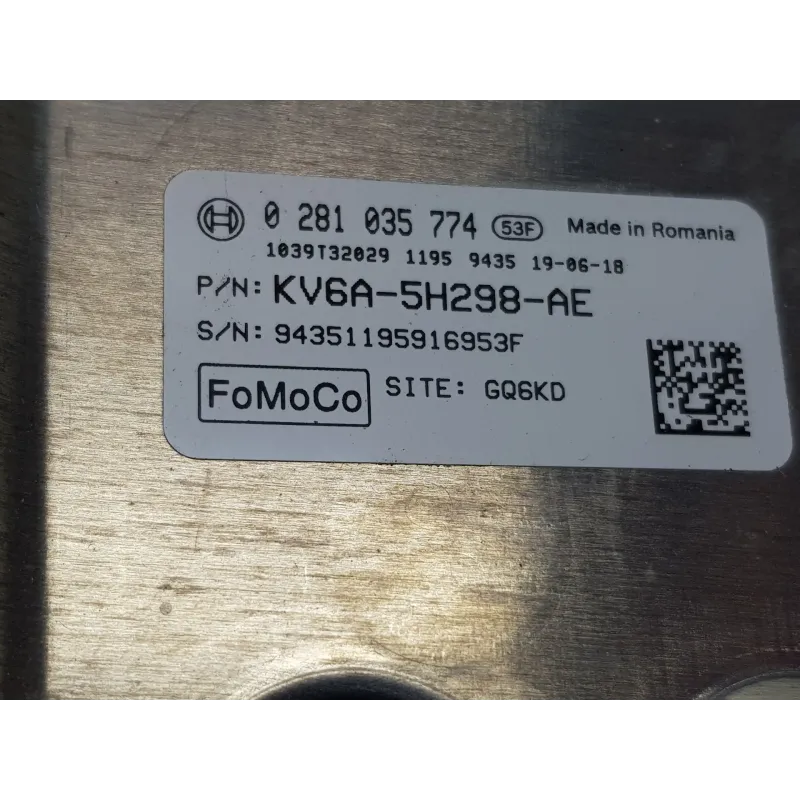 0 281 035 774 53F Made in Romania
1039T32029 1195 9435 19-06-18
P/N: KV6A-5H298-AE
S/N: 94351195916953F
FoMoCo SITE: GQ6KD